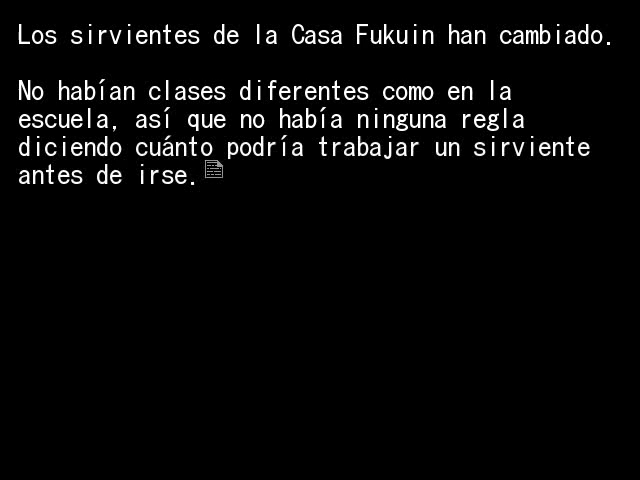 Los sirvientes de la Casa Fukuin han cambiado.
No habían clases diferentes como en la
escuela, así que no había ninguna regla
diciendo cuánto podría trabajar un sirviente
antes de irse.